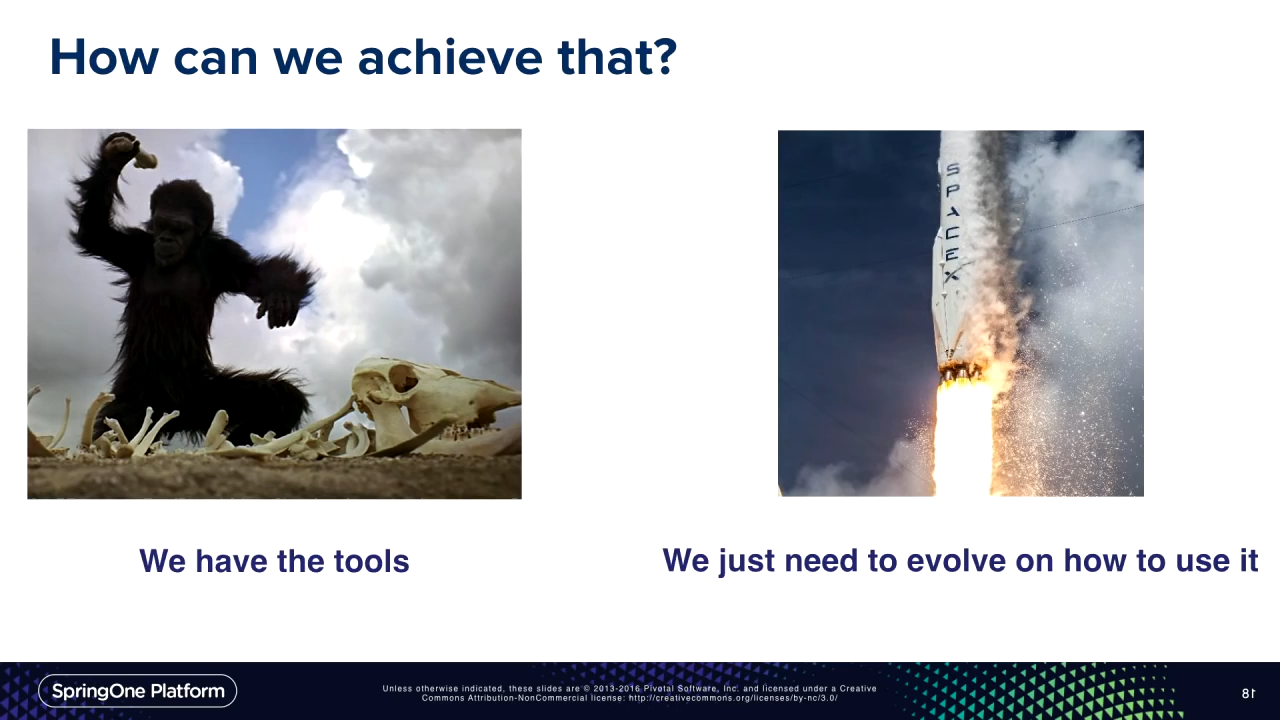 How can we achieve that?
SPACEX
We have the tools
We just need to evolve on how to use it
SpringOne Platform
Unless otherwise indicated, these slides are © 2013-2016 Pivotal Software, Inc. and licensed under a Creative
Commons Attribution-NonCommercial license: http://creativecommons.org/licenses/by-nc/3.0/
81